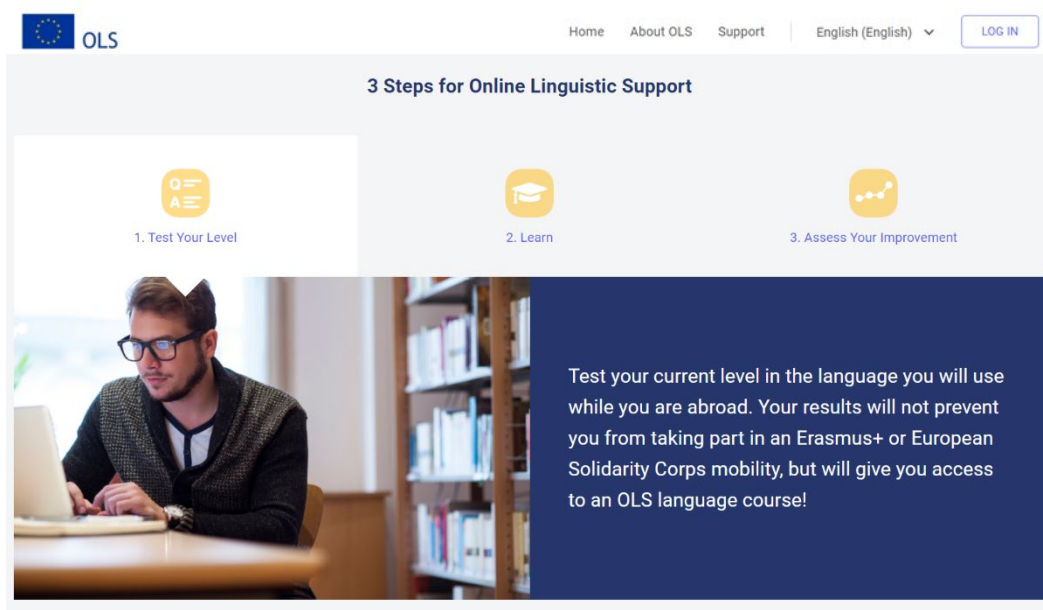 OLS
Home
About OLS
Support
English (English)
LOG IN
3 Steps for Online Linguistic Support
Q
A
1. Test Your Level
2. Learn
3. Assess Your Improvement
Test your current level in the language you will use
while you are abroad. Your results will not prevent
you from taking part in an Erasmus+ or European
Solidarity Corps mobility, but will give you access
to an OLS language course!